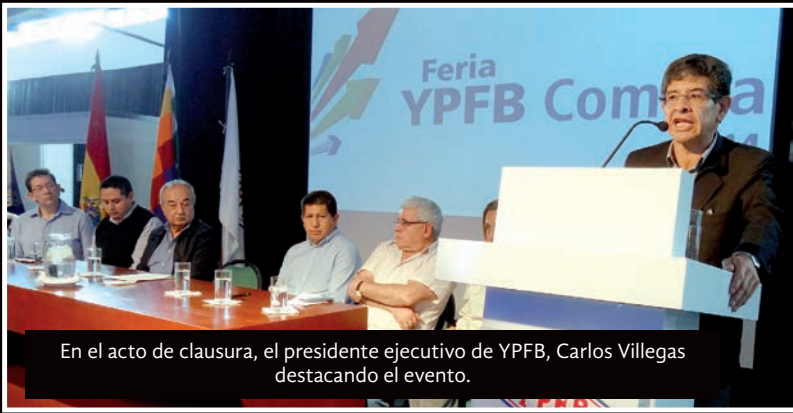 Feria
YPFB
En el acto de clausura, el presidente ejecutivo de YPFB, Carlos Villegas
destacando el evento.